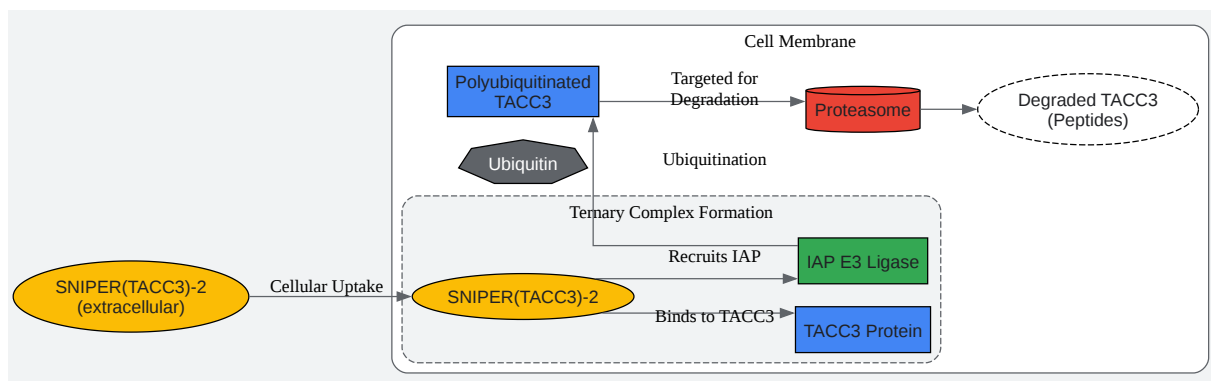 Cell Membrane
Polyubiquitinated
TACC3
Targeted for
Degradation
Proteasome
Degraded TACC3
(Peptides)
Ubiquitin
Ubiquitination
Ternary Complex Formation
Recruits IAP
IAP E3 Ligase
SNIPER(TACC3)-2
(extracellular)
Cellular Uptake
SNIPER(TACC3)-2
Binds to TACC3
TACC3 Protein